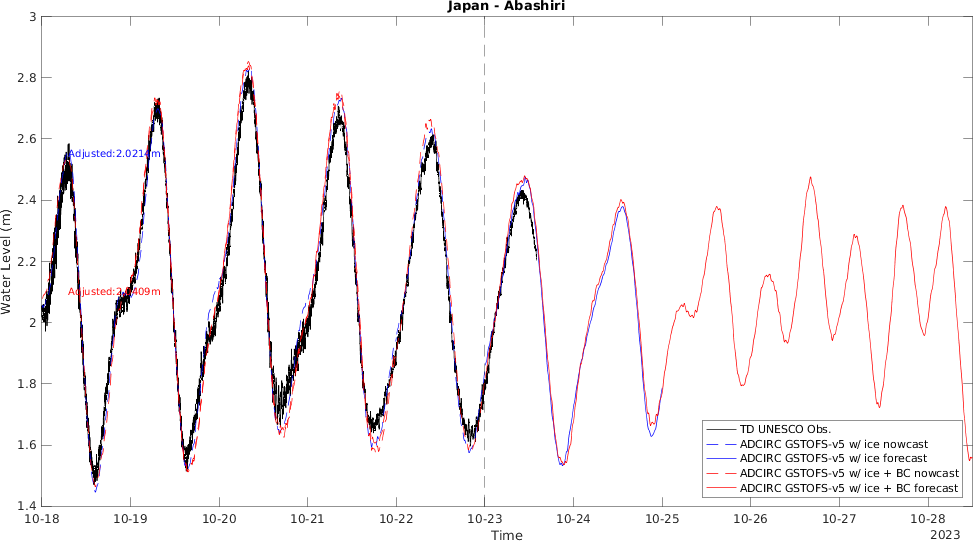 Japan - Abashiri
3
2.8
2.6
2.4
2.2
2
1.8
1.6
1.4
Water Level (m)
Adjusted:2.0214m
TD UNESCO Obs.
ADCIRC GSTOFS-v5 w/ ice nowcast
ADCIRC GSTOFS-v5 w/ ice forecast
ADCIRC GSTOFS-v5 w/ ice + BC nowcast
ADCIRC GSTOFS-v5 w/ ice + BC forecast
10-18 10-19 10-20 10-21 10-22 10-23 10-24 10-25 10-26 10-27 10-28
2023
Time